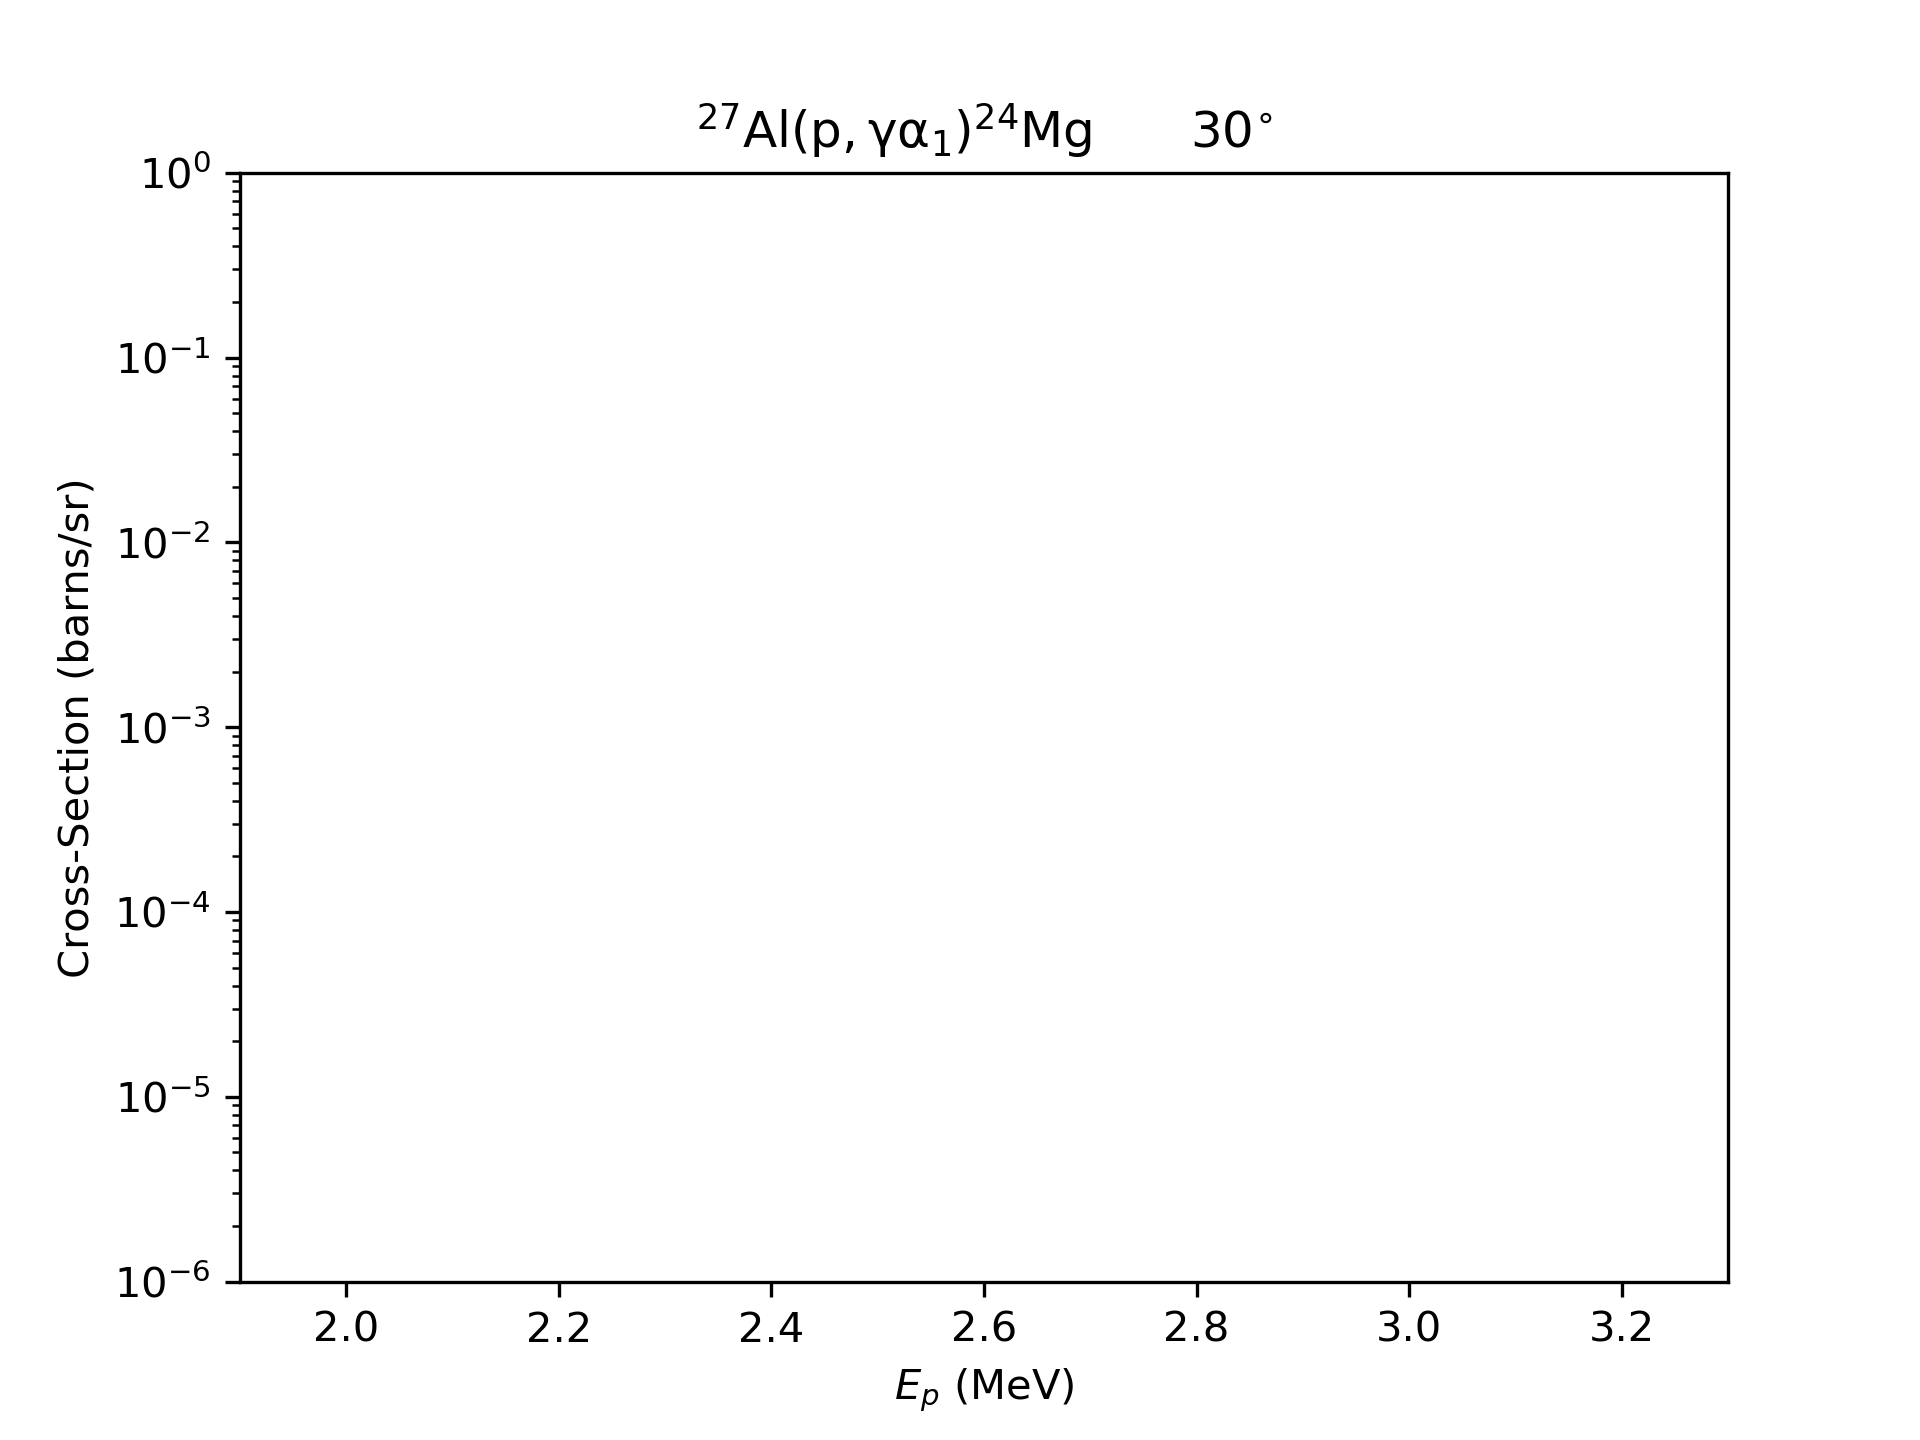 ²⁷Al(p, γα₁)²⁴Mg 30°
10⁰
10⁻¹
10⁻²
10⁻³
10⁻⁴
10⁻⁵
10⁻⁶
Cross-Section (barns/sr)
2.0 2.2 2.4 2.6 2.8 3.0 3.2
Eₚ (MeV)